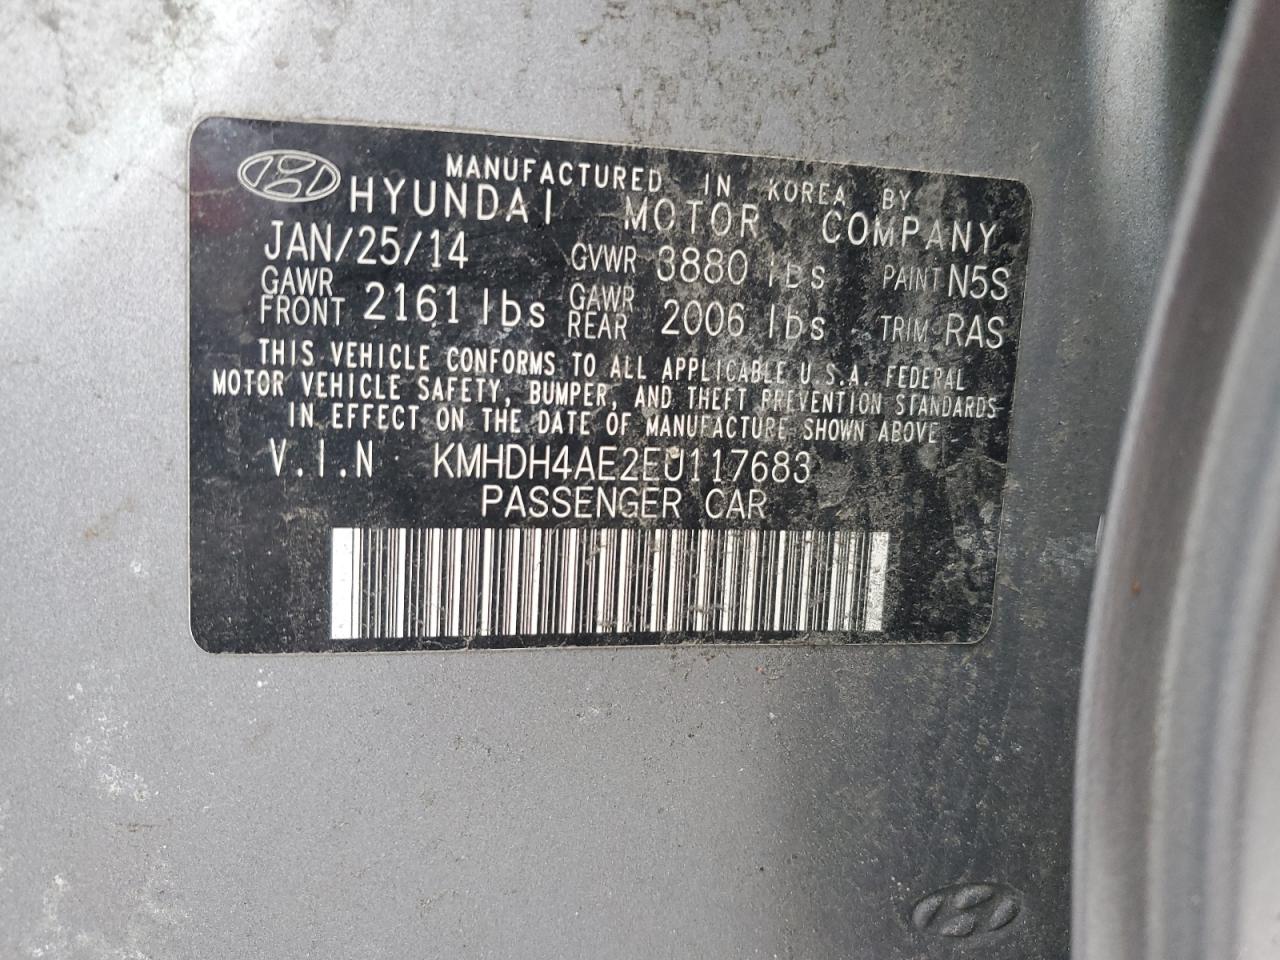 MANUFACTURED IN KOREA BY
HYUNDAI MOTOR COMPANY
JAN/25/14 GVWR 3880 lbs PAINT N5S
GAWR FRONT 2161 lbs GAWR REAR 2006 lbs TRIM RAS
THIS VEHICLE CONFORMS TO ALL APPLICABLE U.S.A. FEDERAL
MOTOR VEHICLE SAFETY, BUMPER, AND THEFT PREVENTION STANDARDS
IN EFFECT ON THE DATE OF MANUFACTURE SHOWN ABOVE
V.I.N KMHDH4AE2EU117683
PASSENGER CAR